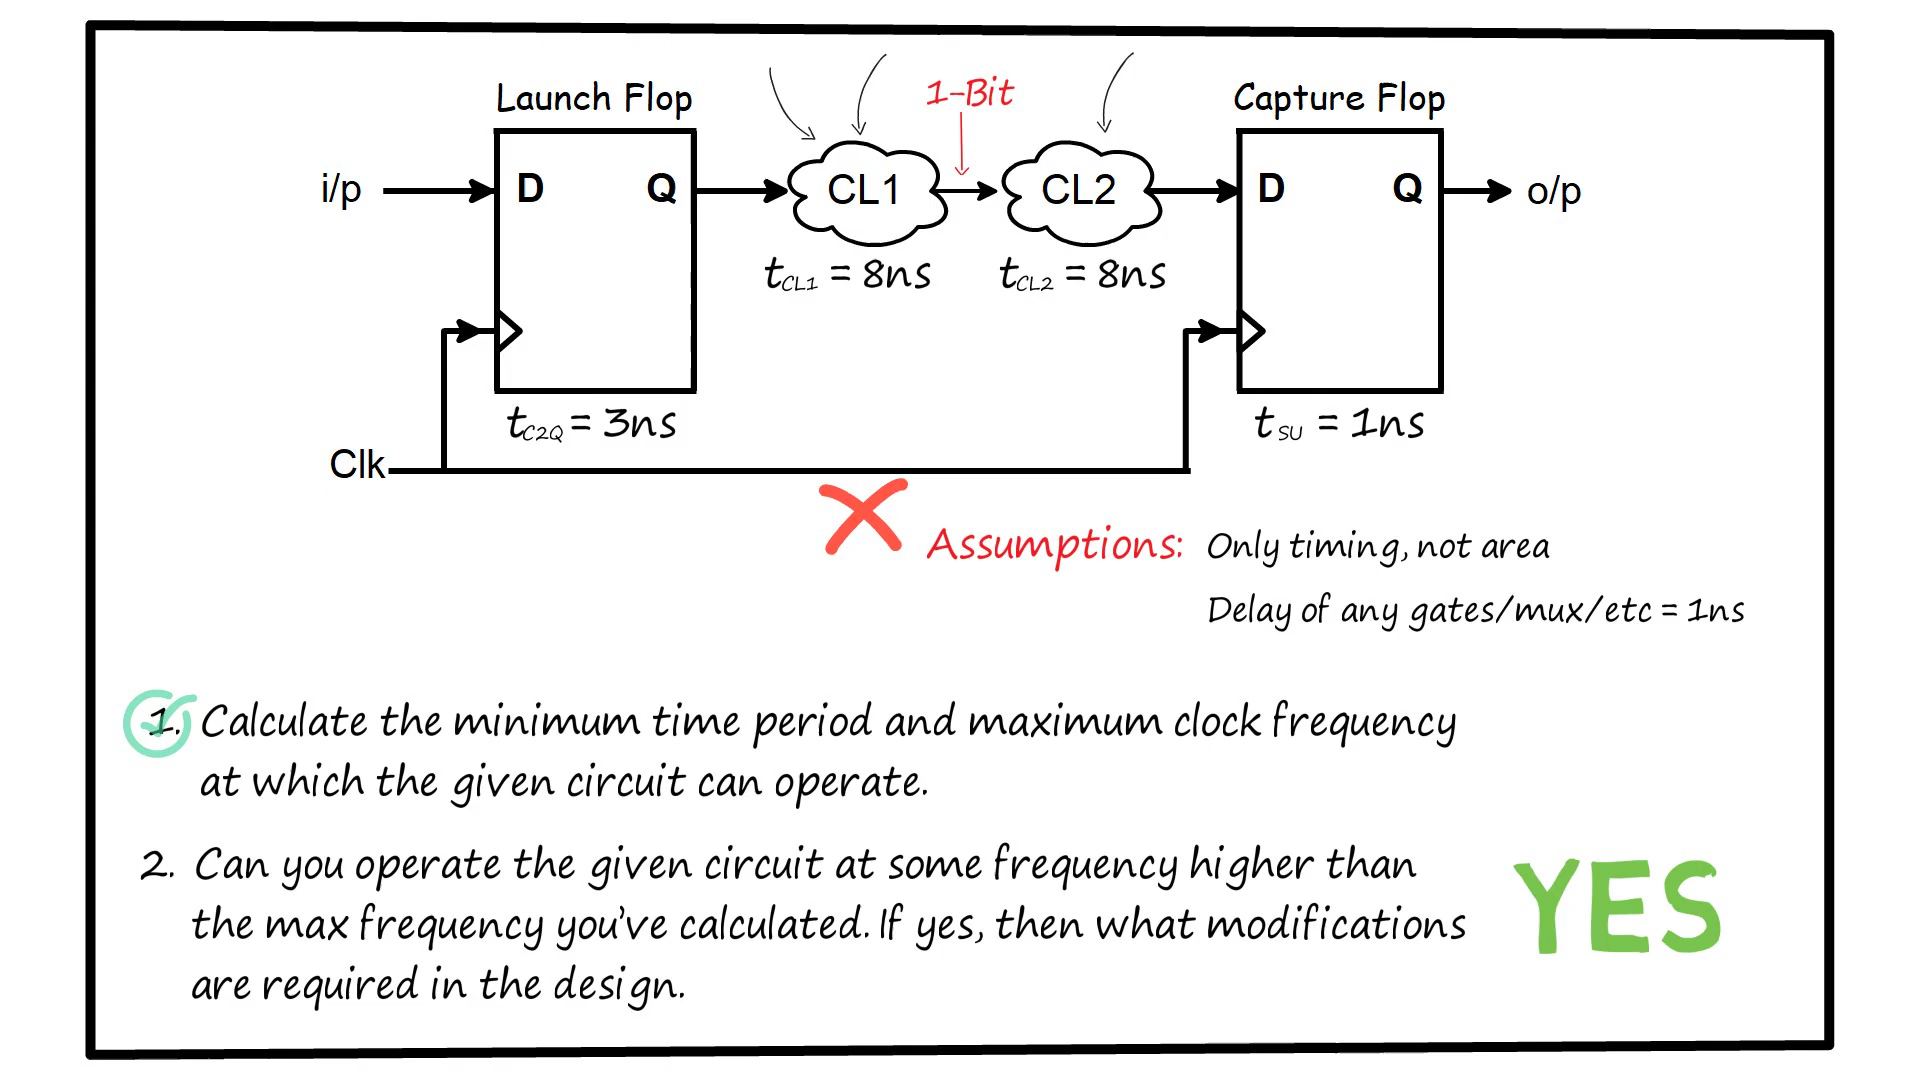 1-Bit
Launch Flop
Capture Flop
i/p
D
Q
CL1
CL2
D
Q
o/p
tCL1 = 8ns
tCL2 = 8ns
tC2Q = 3ns
tSU = 1ns
Clk
Assumptions: Only timing, not area
Delay of any gates/mux/etc = 1ns
1. Calculate the minimum time period and maximum clock frequency
at which the given circuit can operate.
2. Can you operate the given circuit at some frequency higher than
the max frequency you've calculated. If yes, then what modifications
are required in the design.
YES